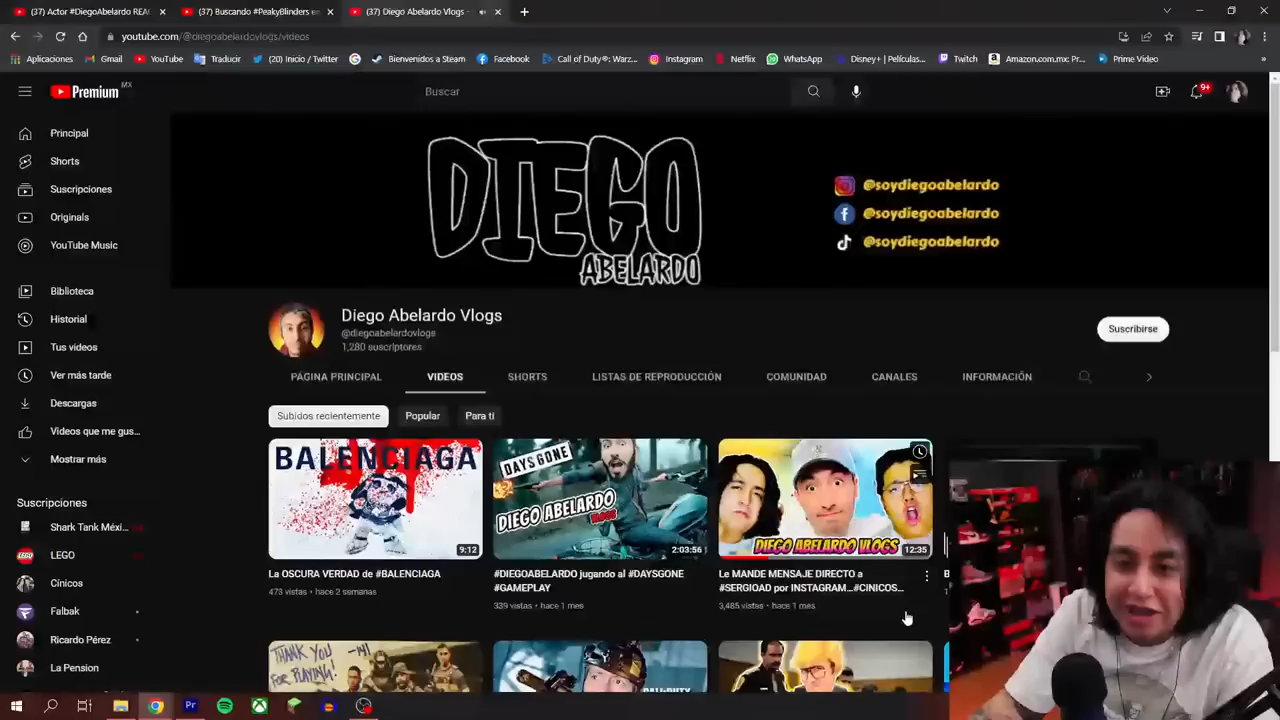 (37) Actor #DiegoAbelardo REAC
(37) Buscando #PeakyBlinders en
(37) Diego Abelardo Vlogs -
youtube.com/@diegoabelardovlogs/videos
Aplicaciones
Gmail
YouTube
Traducir
(20) Inicio / Twitter
Bienvenidos a Steam
Facebook
Call of Duty®: Warz...
Instagram
Netflix
WhatsApp
Disney+ | Películas...
Twitch
Amazon.com.mx: Pr...
Prime Video
Premium MX
Buscar
9+
Principal
Shorts
Suscripciones
Originals
YouTube Music
Biblioteca
Historial
Tus videos
Ver más tarde
Descargas
Videos que me gus...
Mostrar más
Suscripciones
Shark Tank Méxi...
LEGO
Cínicos
Falbak
Ricardo Pérez
La Pension
DIEGO
ABELARDO
@soydiegoabelardo
@soydiegoabelardo
@soydiegoabelardo
Diego Abelardo Vlogs
@diegoabelardovlogs
1,280 suscriptores
Suscribirse
PÁGINA PRINCIPAL
VIDEOS
SHORTS
LISTAS DE REPRODUCCIÓN
COMUNIDAD
CANALES
INFORMACIÓN
Subidos recientemente
Popular
Para ti
BALENCIAGA
9:12
La OSCURA VERDAD de #BALENCIAGA
473 vistas • hace 2 semanas
DAYS GONE
DIEGO ABELARDO
VLOGS
2:03:56
#DIEGOABELARDO jugando al #DAYSGONE
#GAMEPLAY
339 vistas • hace 1 mes
DIEGO ABELARDO VLOGS
12:35
Le MANDE MENSAJE DIRECTO a
#SERGIOAD por INSTAGRAM...#CINICOS...
3,485 vistas • hace 1 mes
THANK YOU
FOR PLAYING!
-141